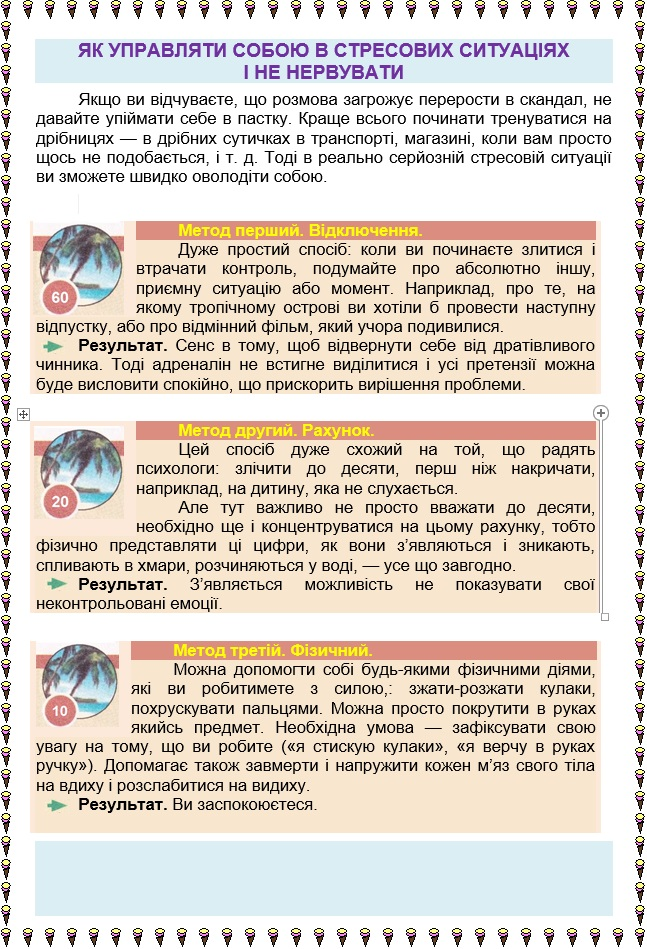 ЯК УПРАВЛЯТИ СОБОЮ В СТРЕСОВИХ СИТУАЦІЯХ
І НЕ НЕРВУВАТИ
Якщо ви відчуваєте, що розмова загрожує перерости в скандал, не
давайте упіймати себе в пастку. Краще всього починати тренуватися на
дрібницях — в дрібних сутичках в транспорті, магазині, коли вам просто
щось не подобається, і т. д. Тоді в реально серйозній стресовій ситуації
ви зможете швидко оволодіти собою.
Метод перший. Відключення.
Дуже простий спосіб: коли ви починаєте злитися і
втрачати контроль, подумайте про абсолютно іншу,
приємну ситуацію або момент. Наприклад, про те, на
60
якому тропічному острові ви хотіли б провести наступну
відпустку, або про відмінний фільм, який учора подивилися.
Результат. Сенс в тому, щоб відвернути себе від дратівливого
чинника. Тоді адреналін не встигне виділитися і усі претензії можна
буде висловити спокійно, що прискорить вирішення проблеми.
Метод другий. Рахунок.
Цей спосіб дуже схожий на той, що радять
психологи: злічити до десяти, перш ніж накричати,
наприклад, на дитину, яка не слухається.
20
Але тут важливо не просто вважати до десяти,
необхідно ще і концентруватися на цьому рахунку, тобто
фізично представляти ці цифри, як вони з’являються і зникають,
спливають в хмари, розчиняються у воді, — усе що завгодно.
Результат. З’являється можливість не показувати свої
неконтрольовані емоції.
Метод третій. Фізичний.
Можна допомогти собі будь-якими фізичними діями,
які ви робитимете з силою,: зжати-розжати кулаки,
10
похрускувати пальцями. Можна просто покрутити в руках
якийсь предмет. Необхідна умова — зафіксувати свою
увагу на тому, що ви робите («я стискую кулаки», «я верчу в руках
ручку»). Допомагає також завмерти і напружити кожен м’яз свого тіла
на вдиху і розслабитися на видиху.
Результат. Ви заспокоюєтеся.